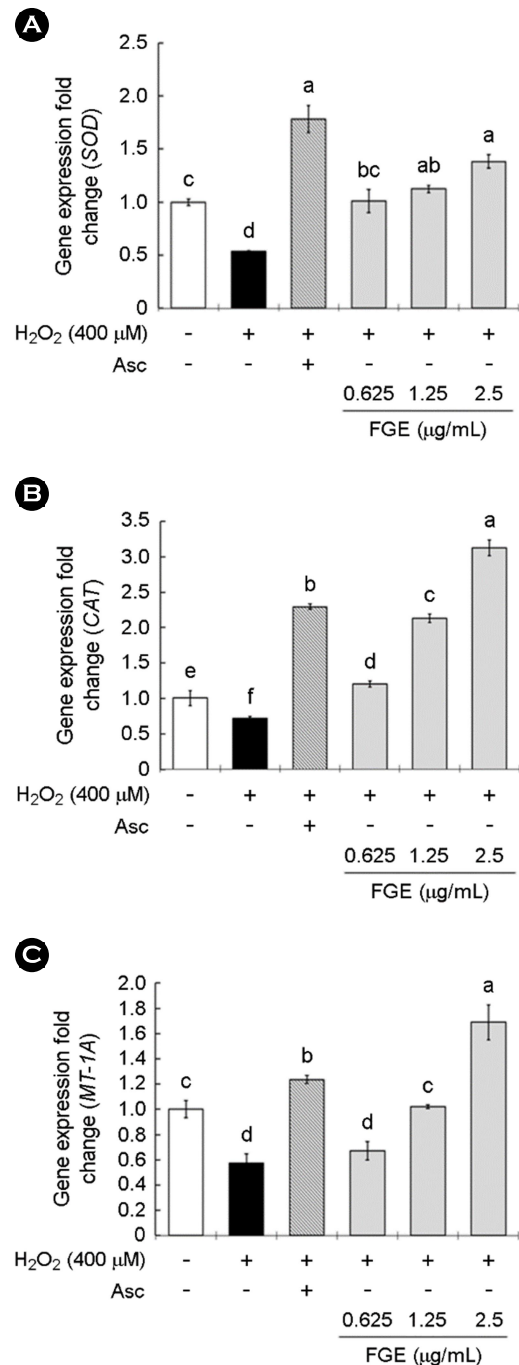 A
Gene expression fold
change (SOD)
2.5
2.0
1.5
1.0
0.5
0
c
d
a
bc
ab
a
H₂O₂ (400 μM) - + + + + +
Asc - - + - - -
0.625 1.25 2.5
FGE (μg/mL)
B
Gene expression fold
change (CAT)
3.5
3.0
2.5
2.0
1.5
1.0
0.5
0
e
f
b
d
c
a
H₂O₂ (400 μM) - + + + + +
Asc - - + - - -
0.625 1.25 2.5
FGE (μg/mL)
C
Gene expression fold
change (MT-1A)
2.0
1.8
1.6
1.4
1.2
1.0
0.8
0.6
0.4
0.2
0
c
d
b
d
c
a
H₂O₂ (400 μM) - + + + + +
Asc - - + - - -
0.625 1.25 2.5
FGE (μg/mL)